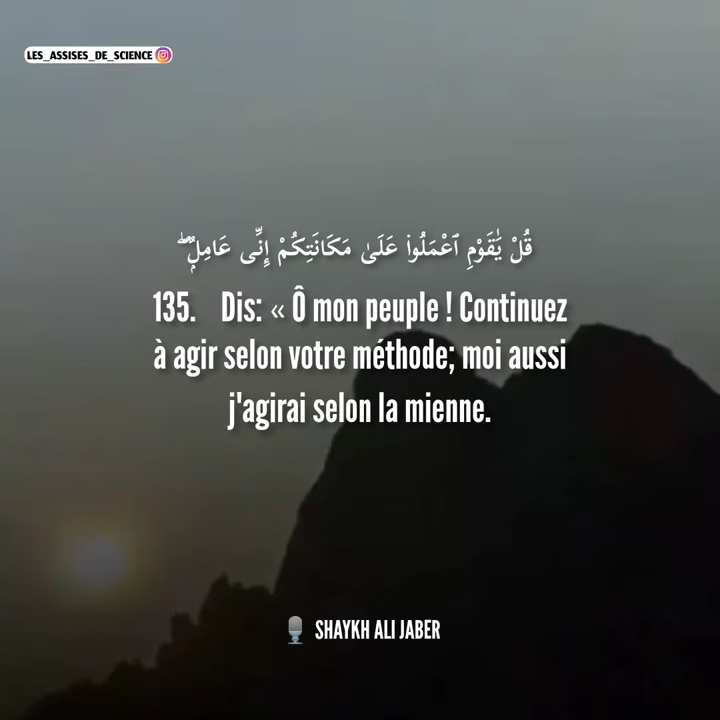 LES_ASSISES_DE_SCIENCE
قُلْ يَٰقَوْمِ ٱعْمَلُوا۟ عَلَىٰ مَكَانَتِكُمْ إِنِّى عَامِلٌۭ ۖ
135. Dis: « Ô mon peuple ! Continuez
à agir selon votre méthode; moi aussi
j'agirai selon la mienne.
SHAYKH ALI JABER